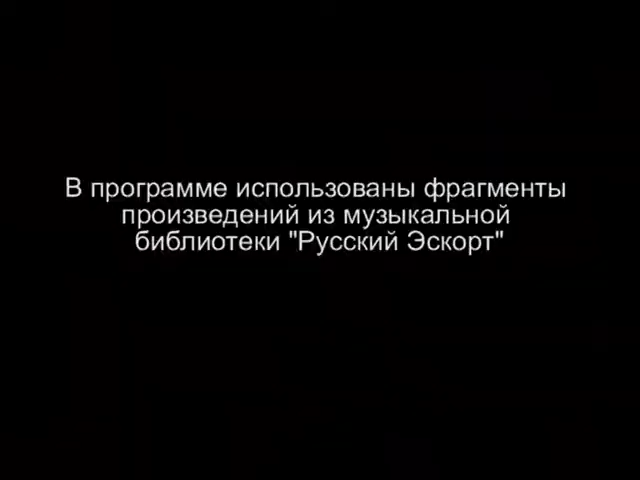 В программе использованы фрагменты
произведений из музыкальной
библиотеки "Русский Эскорт"